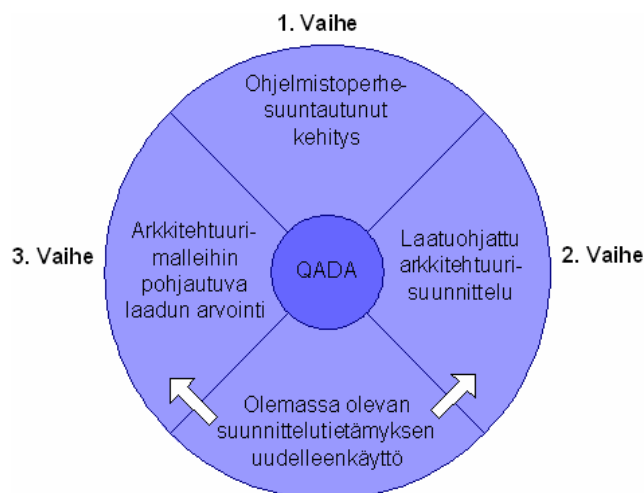 1. Vaihe
Ohjelmistoperhe-
suuntautunut
kehitys
3. Vaihe
Arkkitehtuuri-
malleihin
pohjautuva
laadun arvointi
QADA
Laatuohjattu
arkkitehtuuri-
suunnittelu
2. Vaihe
Olemassa olevan
suunnittelutietämyksen
uudelleenkäyttö